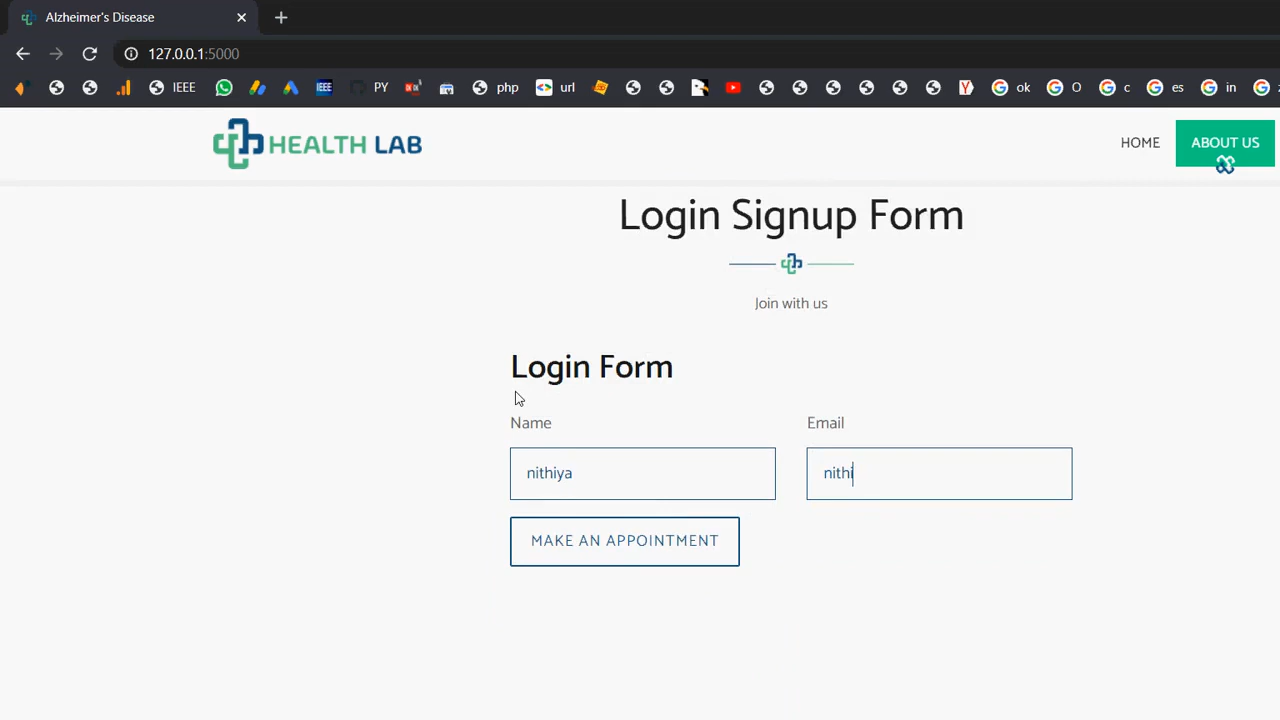 Alzheimer's Disease
127.0.0.1:5000
IEEE IEEE PY php url ok O c es in
HEALTH LAB
HOME ABOUT US
Login Signup Form
Join with us
Login Form
Name Email
nithiya nithi
MAKE AN APPOINTMENT